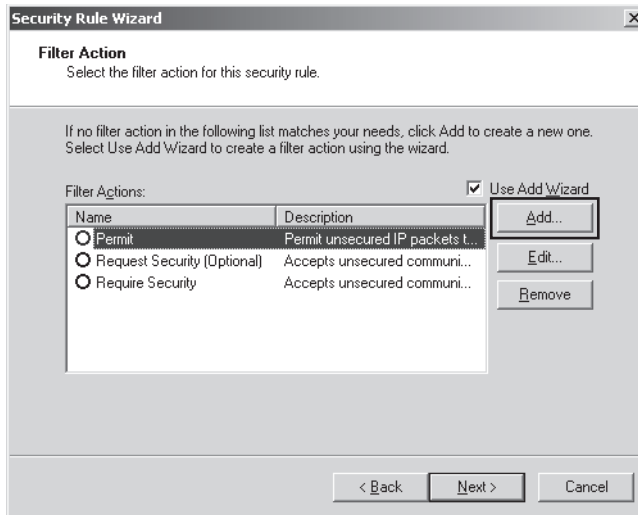 Security Rule Wizard
Filter Action
Select the filter action for this security rule.
If no filter action in the following list matches your needs, click Add to create a new one.
Select Use Add Wizard to create a filter action using the wizard.
Filter Actions:
Use Add Wizard
Name Description
Permit Permit unsecured IP packets t...
Request Security (Optional) Accepts unsecured communi...
Require Security Accepts unsecured communi...
Add...
Edit...
Remove
< Back Next > Cancel